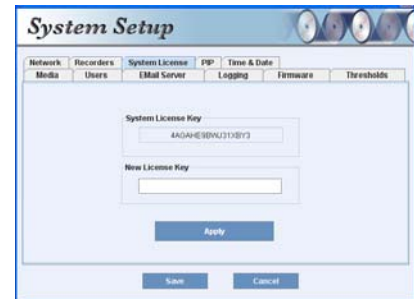 System Setup
Network Recorders System License PIP Time & Date
Media Users EMail Server Logging Firmware Thresholds
System License Key
New License Key
Apply
Save Cancel